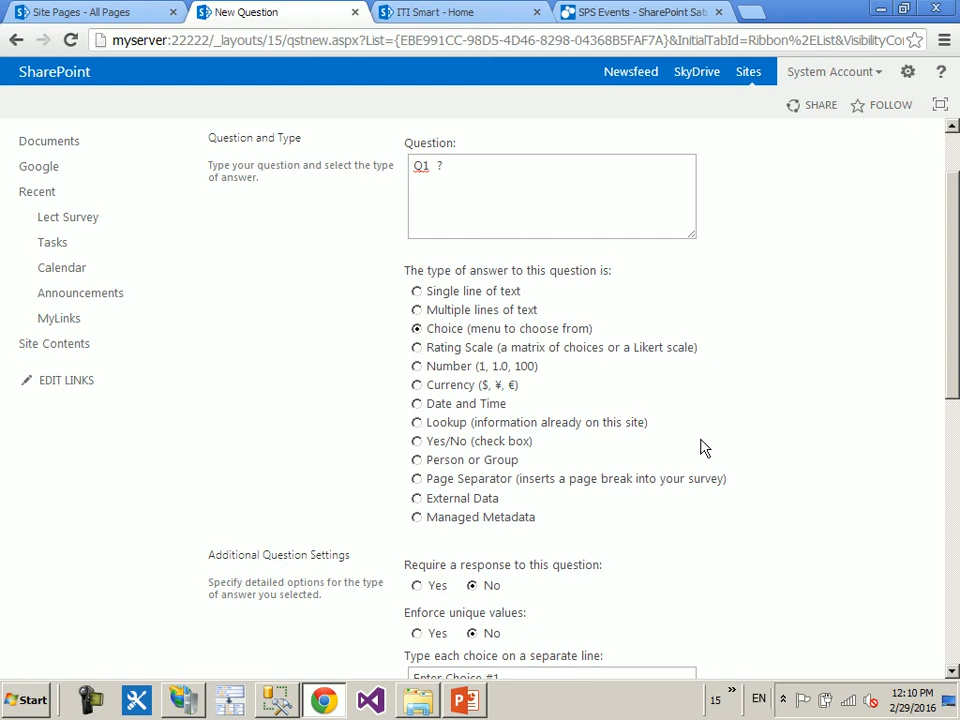 Site Pages - All Pages
New Question
ITI Smart - Home
SPS Events - SharePoint Sat
myserver:22222/_layouts/15/qstnew.aspx?List={EBE991CC-98D5-4D46-8298-04368B5FAF7A}&InitialTabId=Ribbon%2EList&VisibilityCo
SharePoint
Newsfeed
SkyDrive
Sites
System Account
?
SHARE
FOLLOW
Documents
Google
Recent
Lect Survey
Tasks
Calendar
Announcements
MyLinks
Site Contents
EDIT LINKS
Question and Type
Type your question and select the type
of answer.
Question:
Q1 ?
The type of answer to this question is:
Single line of text
Multiple lines of text
Choice (menu to choose from)
Rating Scale (a matrix of choices or a Likert scale)
Number (1, 1.0, 100)
Currency ($, ¥, €)
Date and Time
Lookup (information already on this site)
Yes/No (check box)
Person or Group
Page Separator (inserts a page break into your survey)
External Data
Managed Metadata
Additional Question Settings
Specify detailed options for the type
of answer you selected.
Require a response to this question:
Yes No
Enforce unique values:
Yes No
Type each choice on a separate line:
Enter Choice #1
Start
15
EN
12:10 PM
2/29/2016